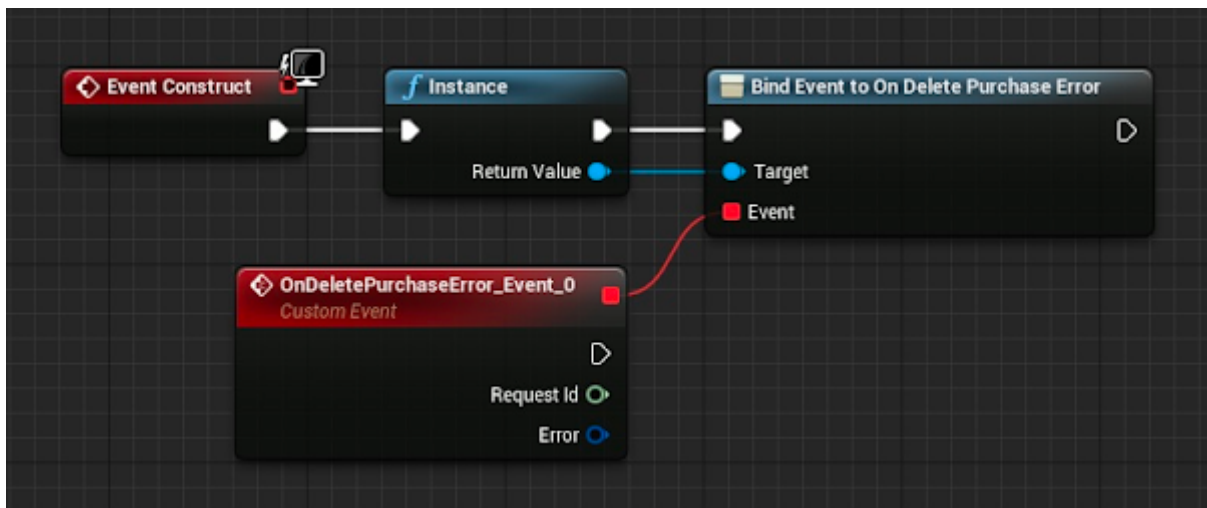 Event Construct
f Instance
Bind Event to On Delete Purchase Error
Return Value
Target
Event
OnDeletePurchaseError_Event_0
Custom Event
Request Id
Error